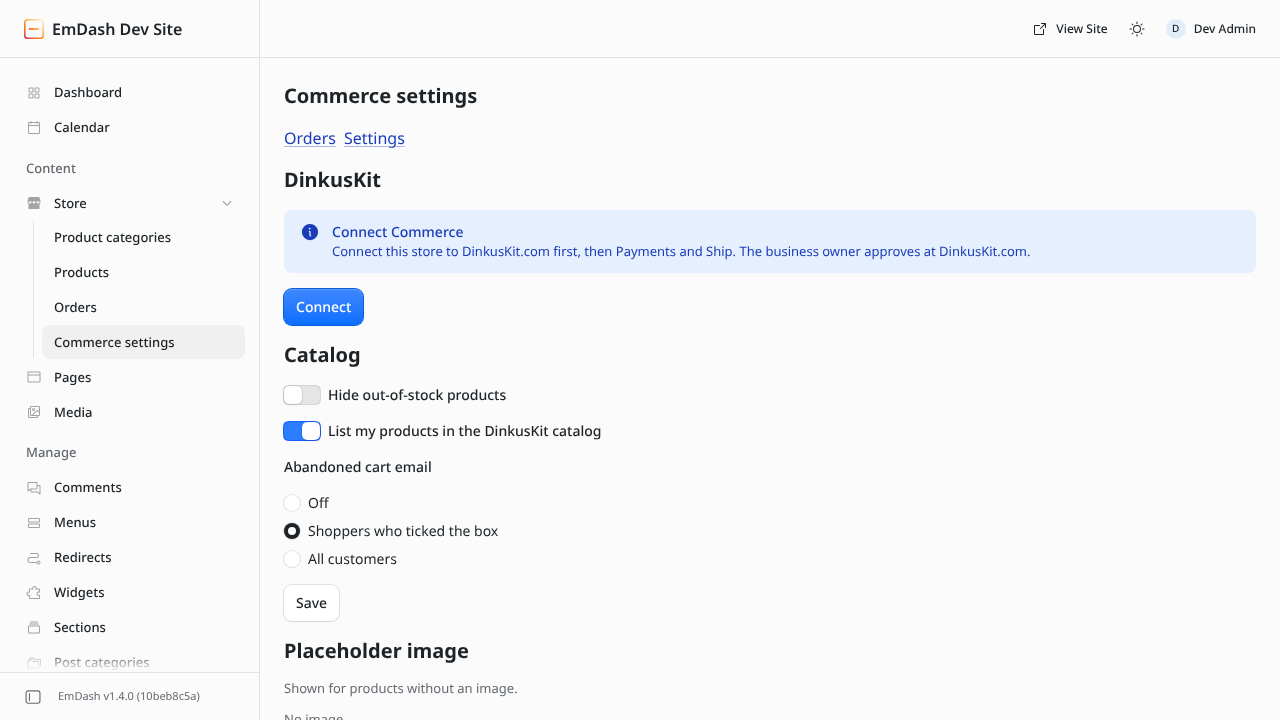 EmDash Dev Site
View Site
D
Dev Admin
Dashboard
Calendar
Content
Store
Product categories
Products
Orders
Commerce settings
Pages
Media
Manage
Comments
Menus
Redirects
Widgets
Sections
Post categories
EmDash v1.4.0 (10beb8c5a)
Commerce settings
Orders Settings
DinkusKit
Connect Commerce
Connect this store to DinkusKit.com first, then Payments and Ship. The business owner approves at DinkusKit.com.
Connect
Catalog
Hide out-of-stock products
List my products in the DinkusKit catalog
Abandoned cart email
Off
Shoppers who ticked the box
All customers
Save
Placeholder image
Shown for products without an image.
No image